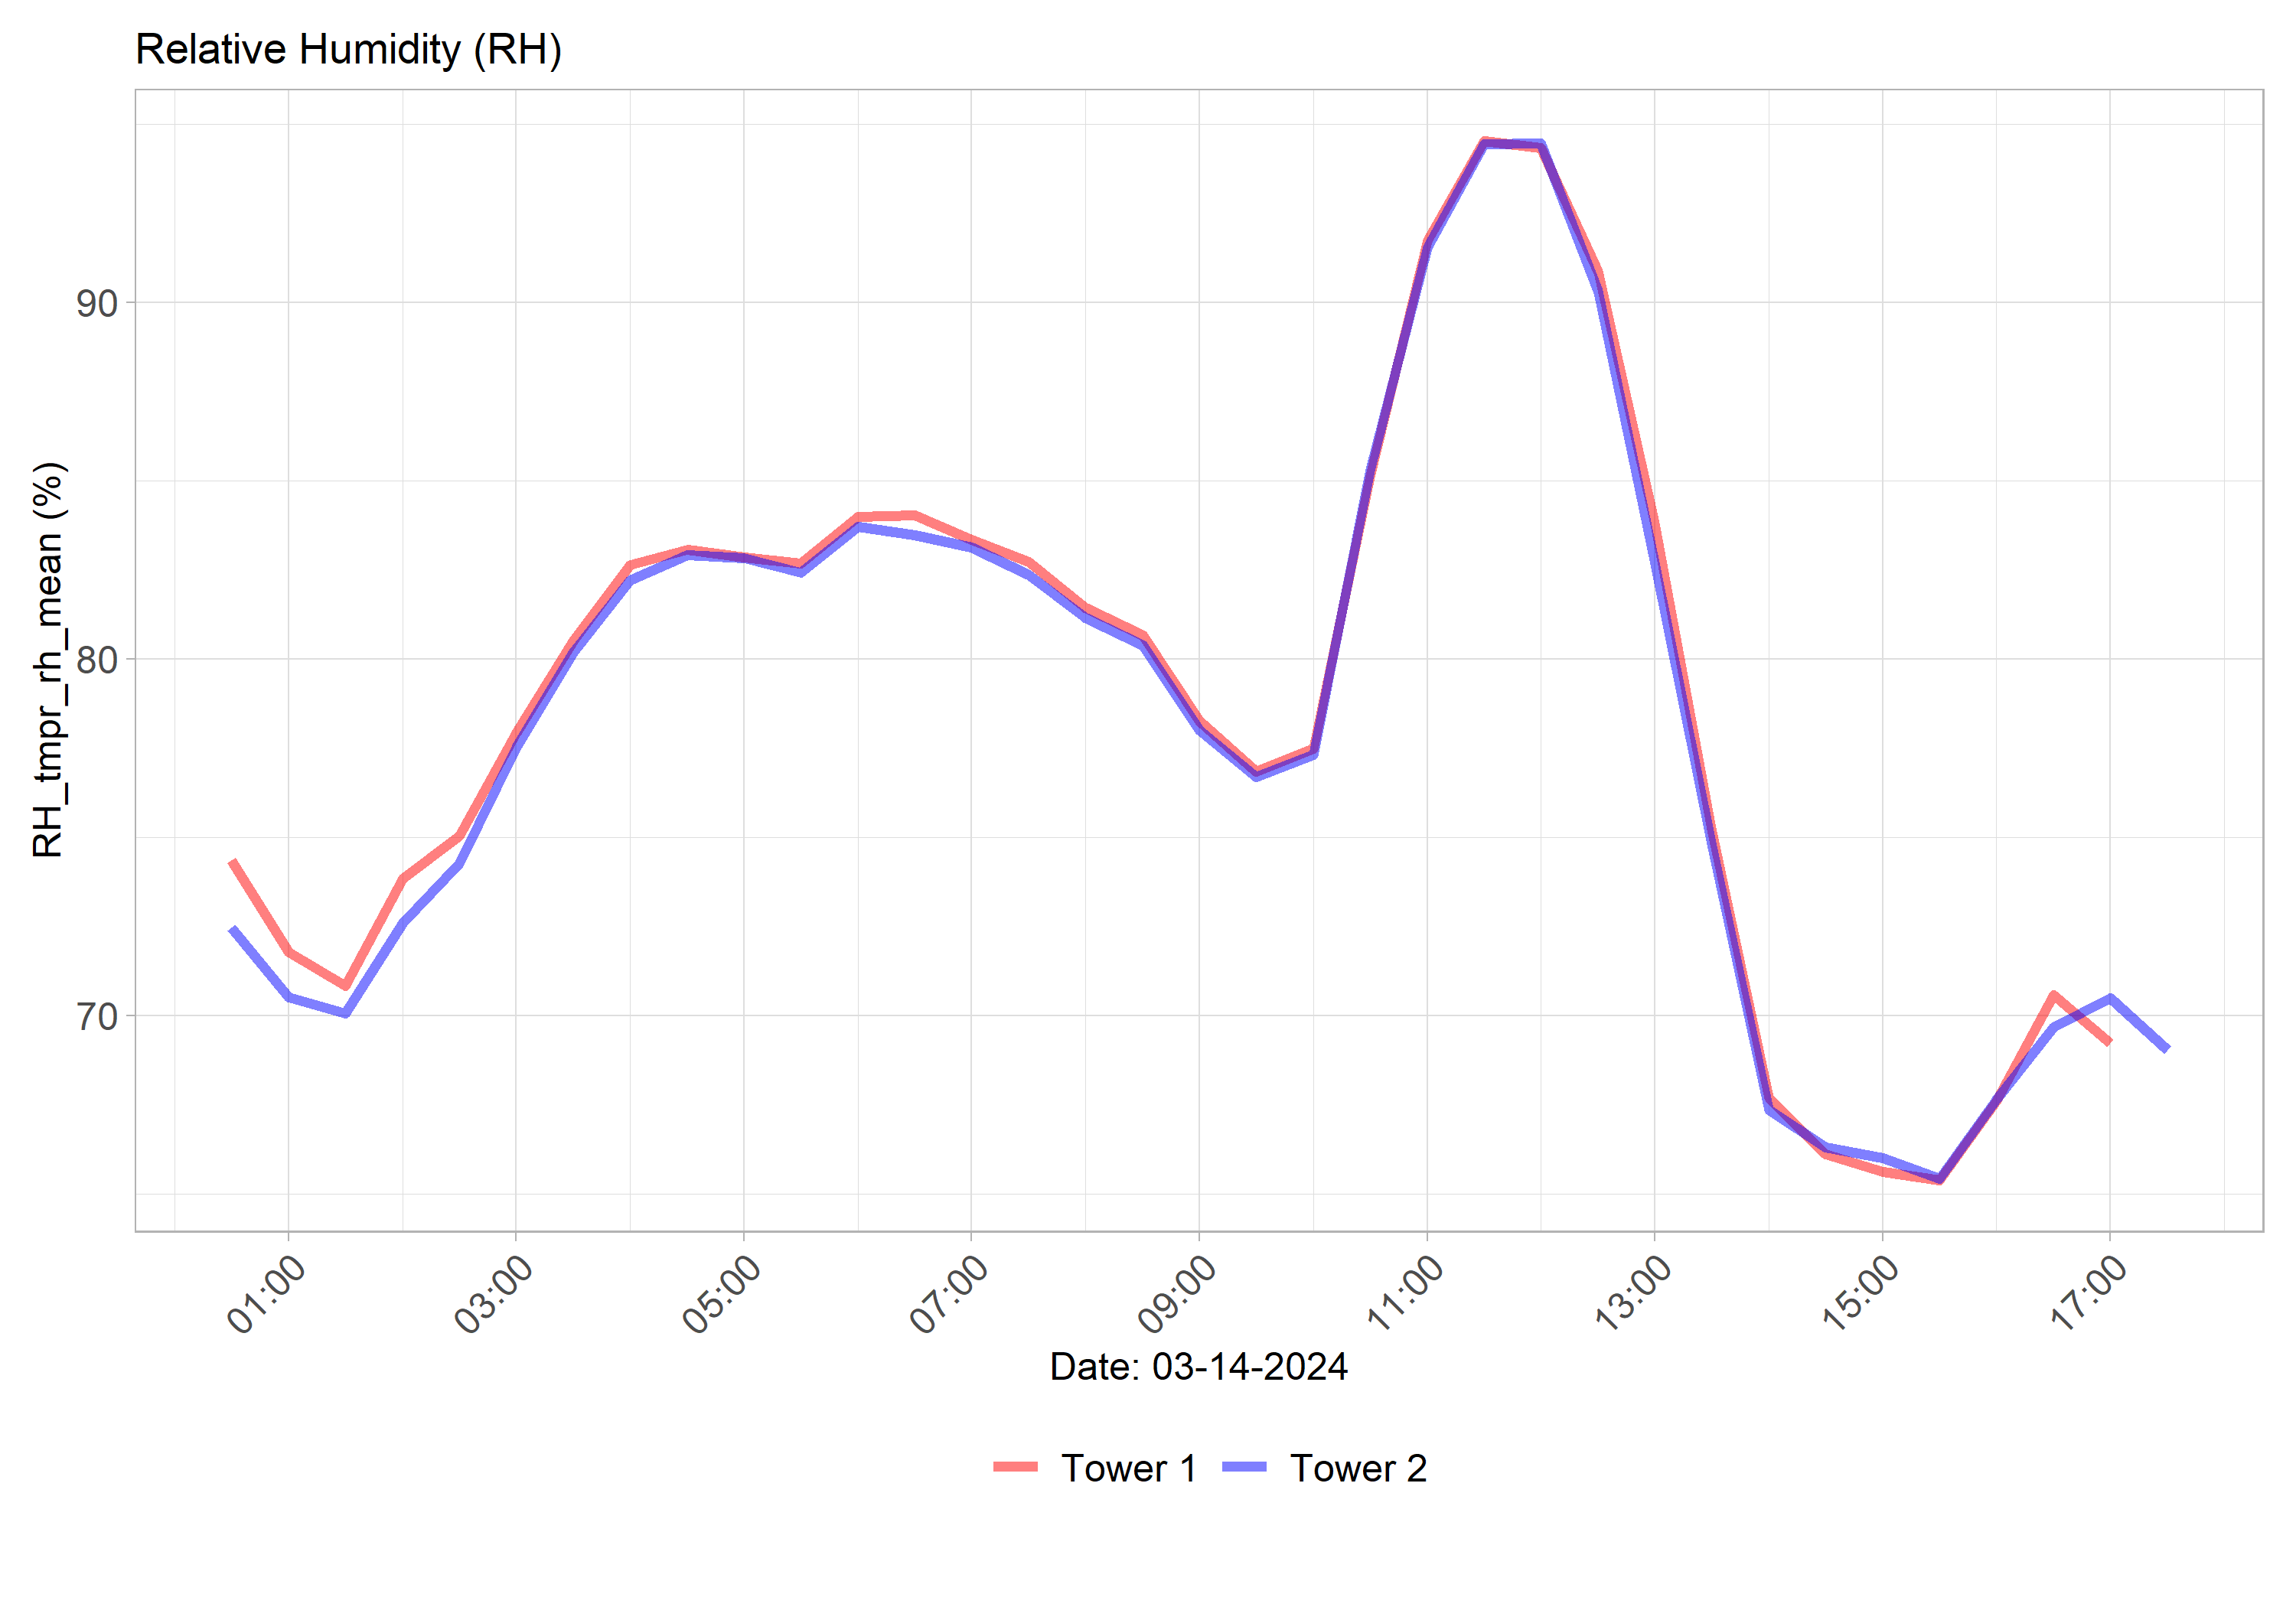 Relative Humidity (RH)
RH_tmpr_rh_mean (%)
90
80
70
01:00 03:00 05:00 07:00 09:00 11:00 13:00 15:00 17:00
Date: 03-14-2024
Tower 1 Tower 2